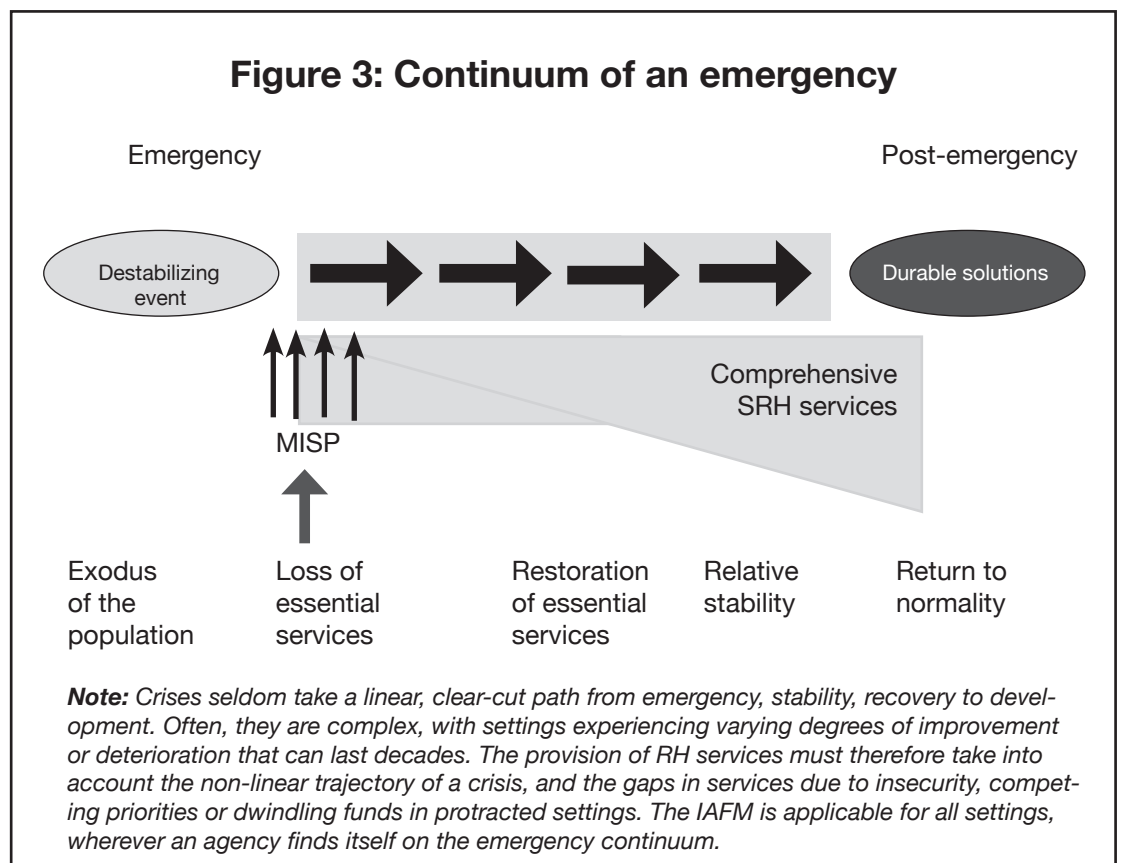 Figure 3: Continuum of an emergency
Emergency
Post-emergency
Destabilizing
event
Durable solutions
Comprehensive
SRH services
MISP
Exodus
of the
population
Loss of
essential
services
Restoration
of essential
services
Relative
stability
Return to
normality
Note: Crises seldom take a linear, clear-cut path from emergency, stability, recovery to devel-
opment. Often, they are complex, with settings experiencing varying degrees of improvement
or deterioration that can last decades. The provision of RH services must therefore take into
account the non-linear trajectory of a crisis, and the gaps in services due to insecurity, compet-
ing priorities or dwindling funds in protracted settings. The IAFM is applicable for all settings,
wherever an agency finds itself on the emergency continuum.